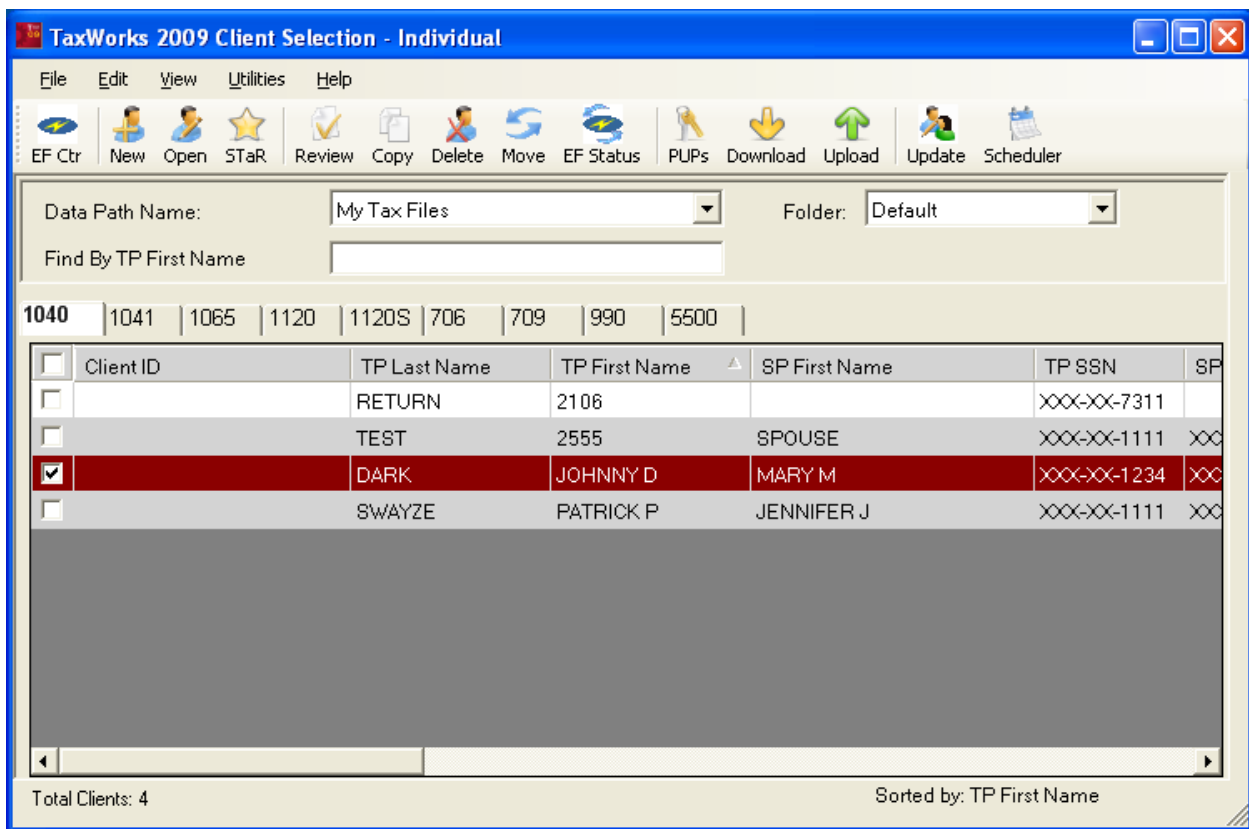 TaxWorks 2009 Client Selection - Individual
File Edit View Utilities Help
EF Ctr New Open STaR Review Copy Delete Move EF Status PUPs Download Upload Update Scheduler
Data Path Name: My Tax Files Folder: Default
Find By TP First Name
1040 1041 1065 1120 1120S 706 709 990 5500
Client ID TP Last Name TP First Name SP First Name TP SSN SP
RETURN 2106 XXX-XX-7311
TEST 2555 SPOUSE XXX-XX-1111 XXX
DARK JOHNNY D MARY M XXX-XX-1234 XXX
SWAYZE PATRICK P JENNIFER J XXX-XX-1111 XXX
Total Clients: 4 Sorted by: TP First Name